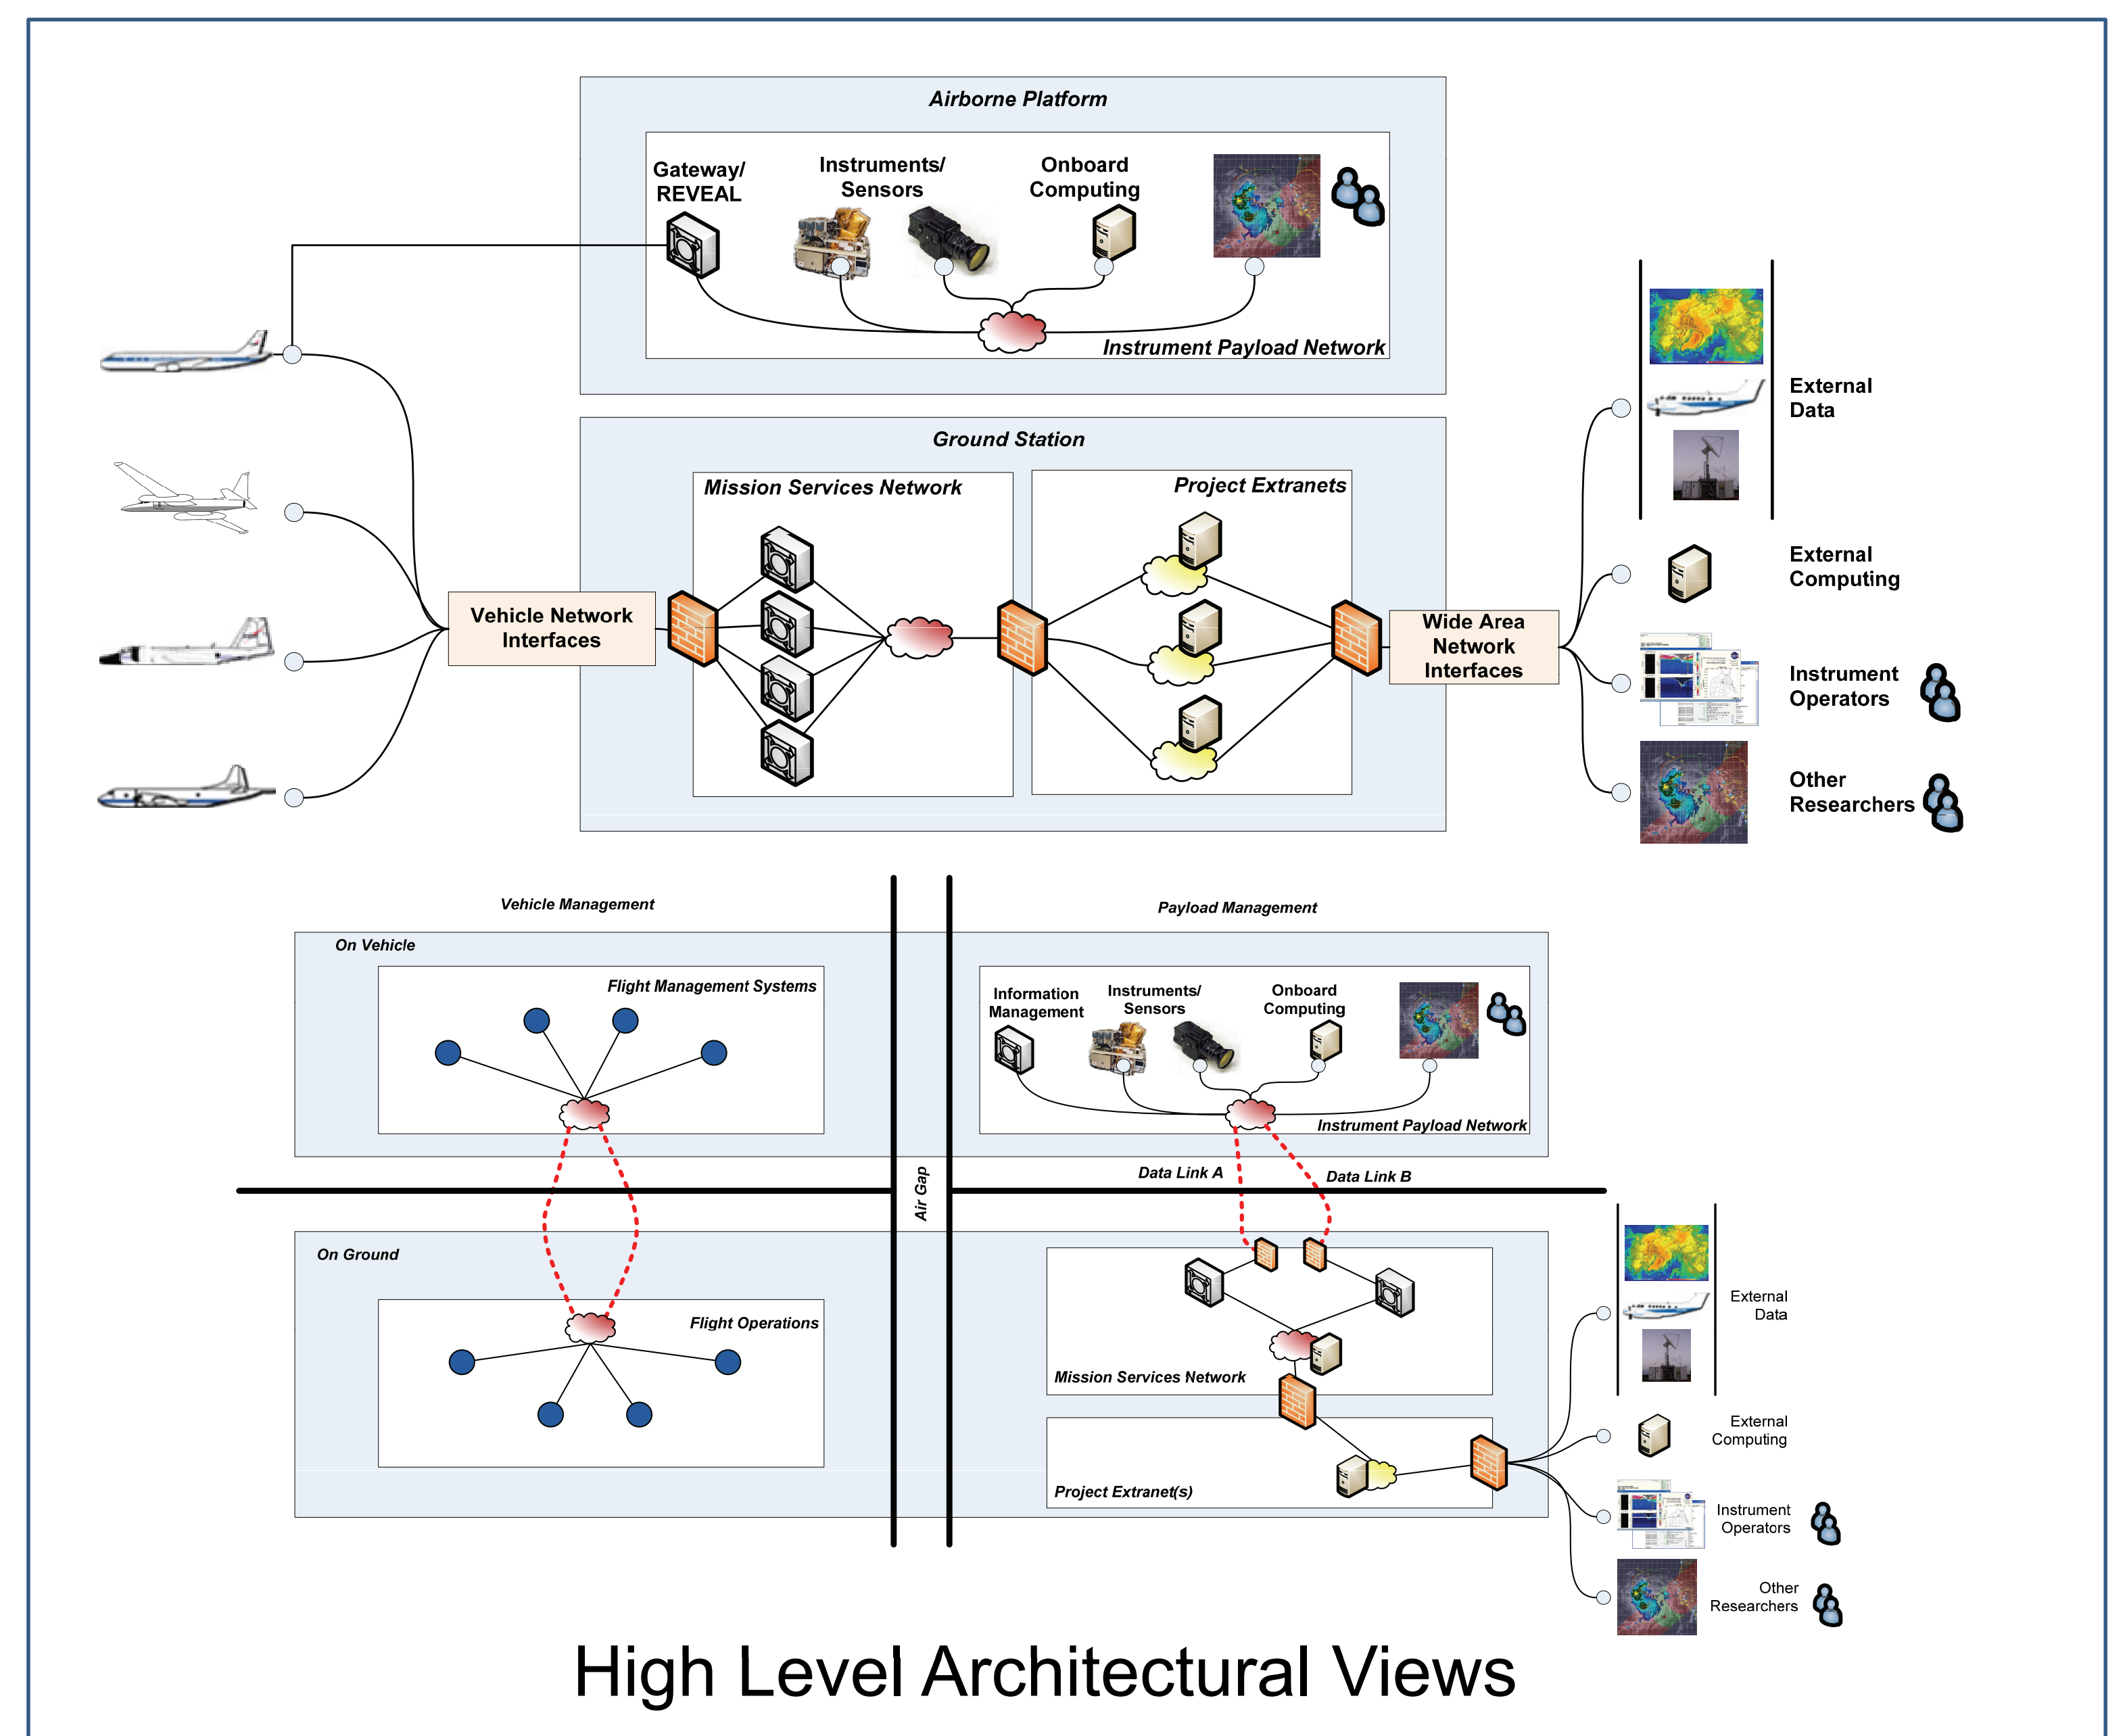 Airborne Platform
Gateway/
REVEAL
Instruments/
Sensors
Onboard
Computing
Instrument Payload Network
Ground Station
Mission Services Network
Project Extranets
Vehicle Network
Interfaces
Wide Area
Network
Interfaces
External
Data
External
Computing
Instrument
Operators
Other
Researchers
Vehicle Management
Payload Management
On Vehicle
Flight Management Systems
Information
Management
Instruments/
Sensors
Onboard
Computing
Instrument Payload Network
Air Gap
Data Link A
Data Link B
On Ground
Flight Operations
Mission Services Network
Project Extranet(s)
External
Data
External
Computing
Instrument
Operators
Other
Researchers
High Level Architectural Views